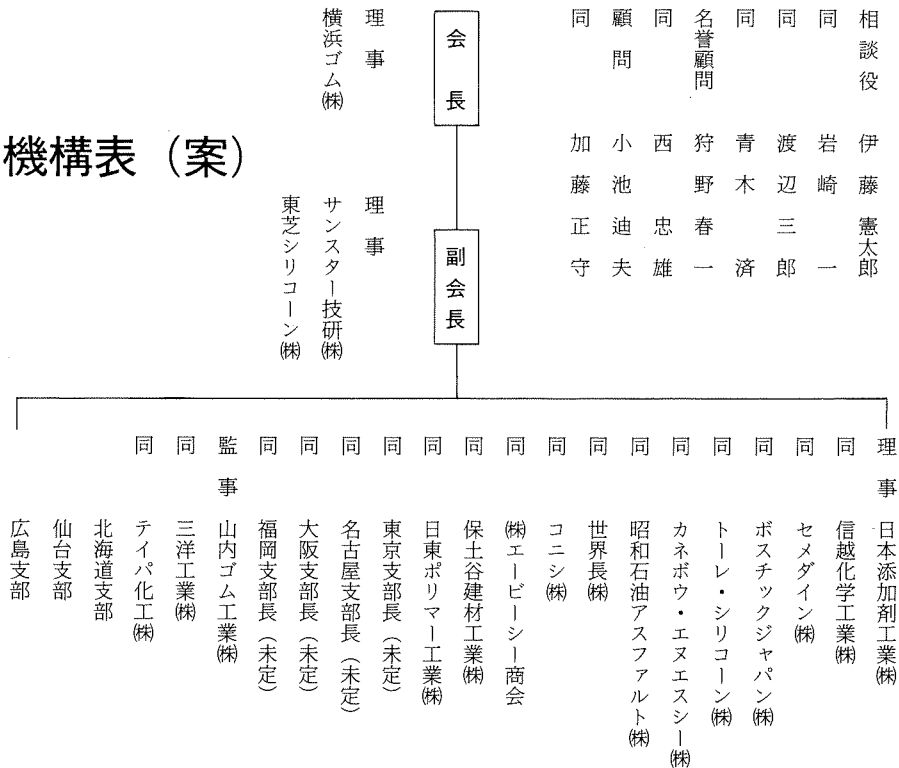 機構表（案）
相談役　伊藤憲太郎
同　岩崎一
同　渡辺三郎
同　青木済
名誉顧問　狩野春一
同　西忠雄
顧問　小池迪夫
同　加藤正守
会長
理事
横浜ゴム㈱
副会長
理事
サンスター技研㈱
東芝シリコーン㈱
理事　日本添加剤工業㈱
同　信越化学工業㈱
同　セメダイン㈱
同　ボスチックジャパン㈱
同　トーレ・シリコーン㈱
同　カネボウ・エヌエスシー㈱
同　昭和石油アスファルト㈱
同　世界長㈱
同　コニシ㈱
同　㈱エービーシー商会
同　保土谷建材工業㈱
同　日東ポリマー工業㈱
同　東京支部長（未定）
同　名古屋支部長（未定）
同　大阪支部長（未定）
同　福岡支部長（未定）
監事　山内ゴム工業㈱
同　三洋工業㈱
同　テイパ化工㈱
北海道支部
仙台支部
広島支部